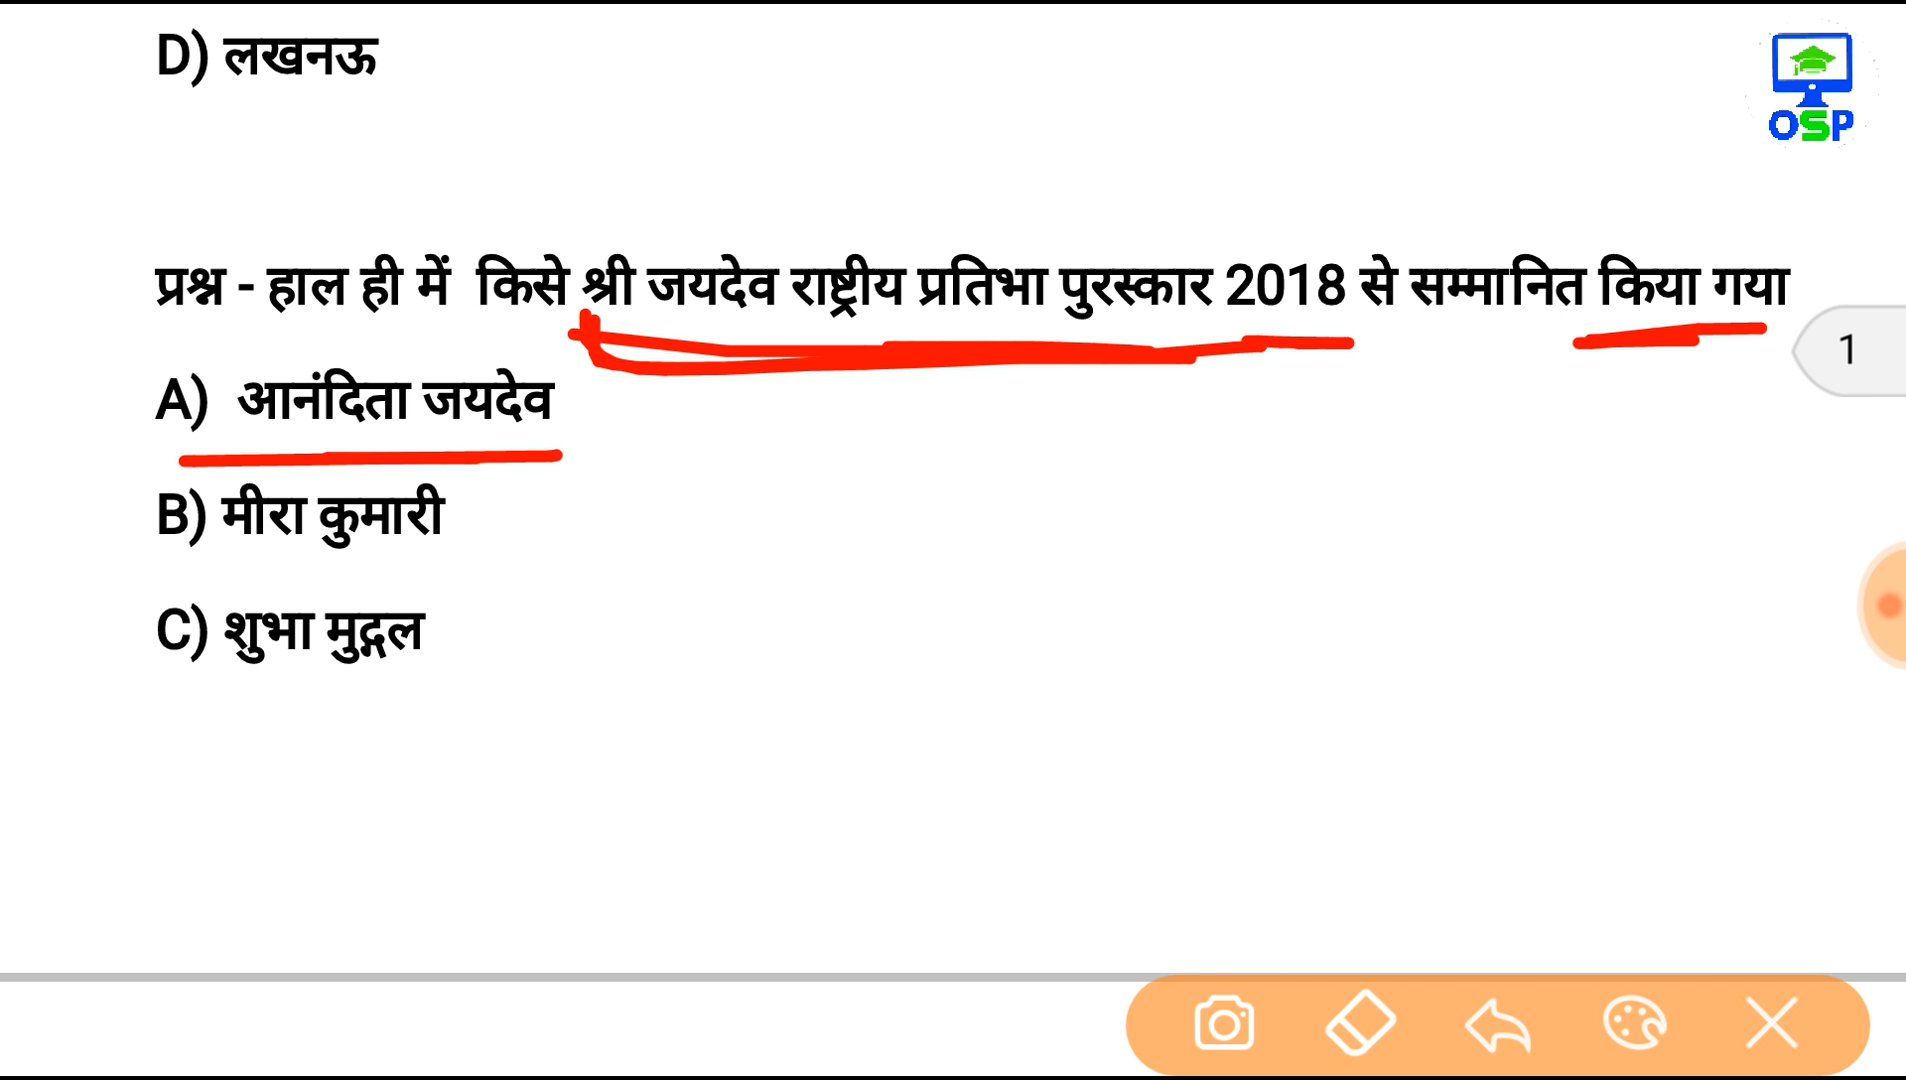 D) लखनऊ
OSP
प्रश्न - हाल ही में किसे श्री जयदेव राष्ट्रीय प्रतिभा पुरस्कार 2018 से सम्मानित किया गया
1
A) आनंदिता जयदेव
B) मीरा कुमारी
C) शुभा मुद्गल